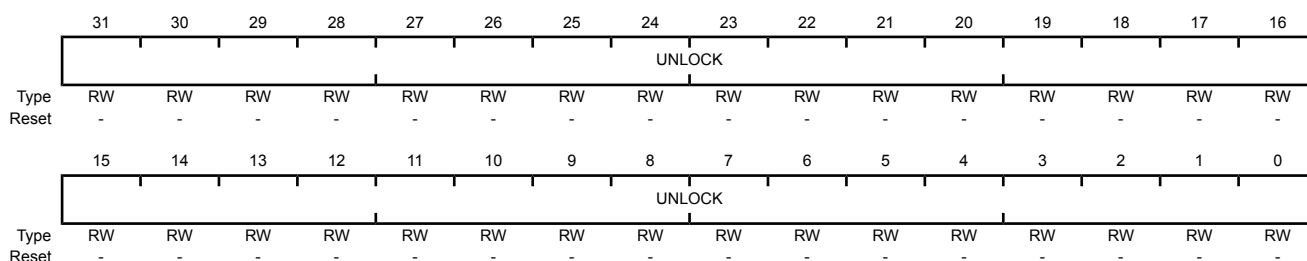 31 30 29 28 27 26 25 24 23 22 21 20 19 18 17 16
UNLOCK
Type RW RW RW RW RW RW RW RW RW RW RW RW RW RW RW RW
Reset - - - - - - - - - - - - - - - -
15 14 13 12 11 10 9 8 7 6 5 4 3 2 1 0
UNLOCK
Type RW RW RW RW RW RW RW RW RW RW RW RW RW RW RW RW
Reset - - - - - - - - - - - - - - - -